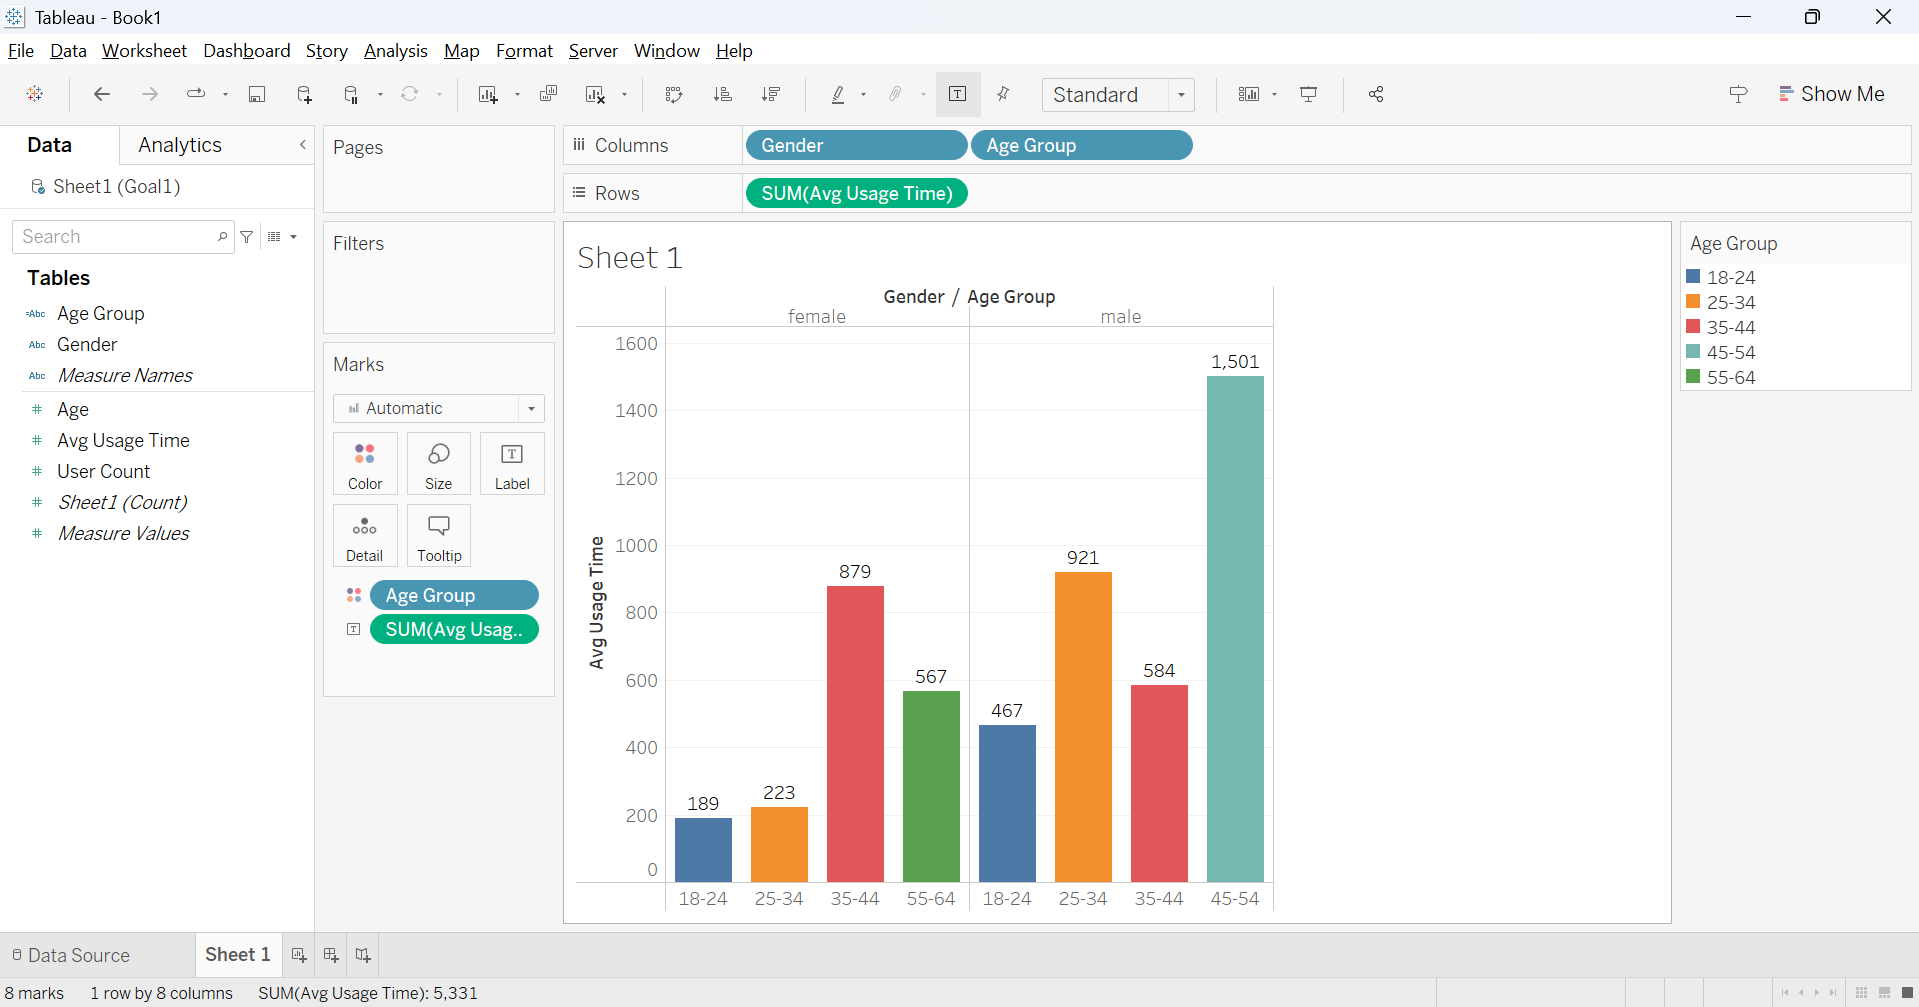 Tableau - Book1
File Data Worksheet Dashboard Story Analysis Map Format Server Window Help
Standard
Show Me
Data
Analytics
Sheet1 (Goal1)
Search
Tables
Abc Age Group
Abc Gender
Abc Measure Names
Age
Avg Usage Time
User Count
Sheet1 (Count)
Measure Values
Pages
Filters
Marks
Automatic
Color
Size
Label
Detail
Tooltip
Age Group
SUM(Avg Usag..
Columns
Gender
Age Group
Rows
SUM(Avg Usage Time)
Sheet 1
Gender / Age Group
female
male
Avg Usage Time
1600
1400
1200
1000
800
600
400
200
0
189
223
879
567
467
921
584
1,501
18-24 25-34 35-44 55-64 18-24 25-34 35-44 45-54
Age Group
18-24
25-34
35-44
45-54
55-64
Data Source
Sheet 1
8 marks 1 row by 8 columns SUM(Avg Usage Time): 5,331